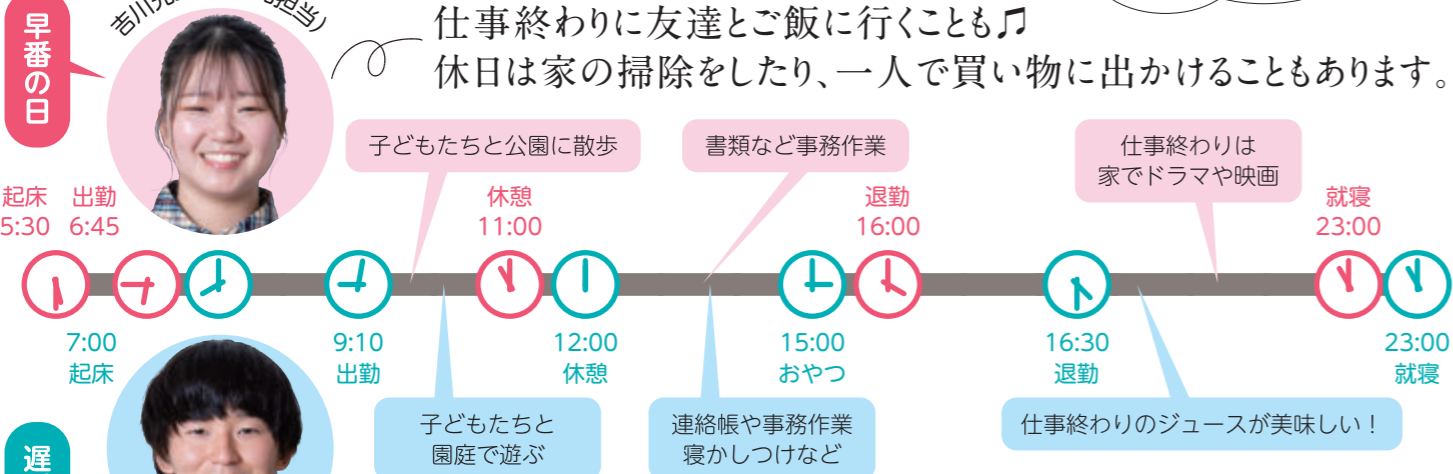 早番の日
仕事終わりに友達とご飯に行くことも♫
休日は家の掃除をしたり、一人で買い物に出かけることもあります。
子どもたちと公園に散歩
書類など事務作業
仕事終わりは
家でドラマや映画
起床
5:30
出勤
6:45
休憩
11:00
退勤
16:00
就寝
23:00
7:00
起床
9:10
出勤
12:00
休憩
15:00
おやつ
16:30
退勤
23:00
就寝
子どもたちと
園庭で遊ぶ
連絡帳や事務作業
寝かしつけなど
仕事終わりのジュースが美味しい！
遅